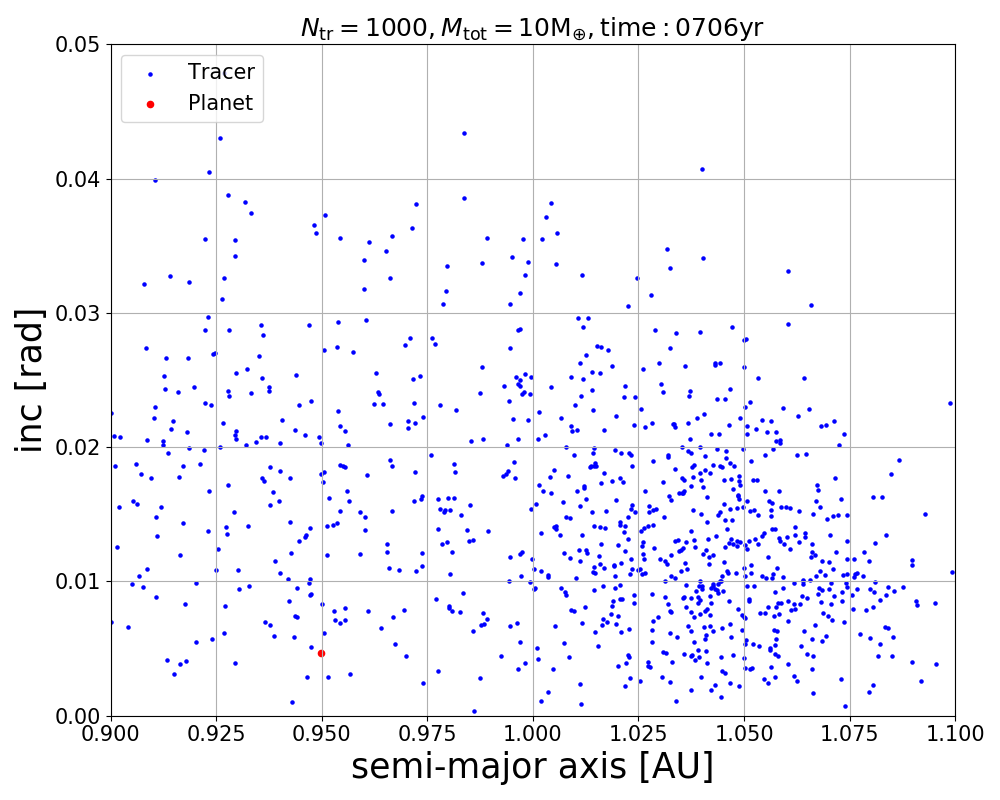 N_tr = 1000, M_tot = 10M_⊕, time : 0706yr
0.05
Tracer
Planet
0.04
0.03
inc [rad]
0.02
0.01
0.00
0.900 0.925 0.950 0.975 1.000 1.025 1.050 1.075 1.100
semi-major axis [AU]